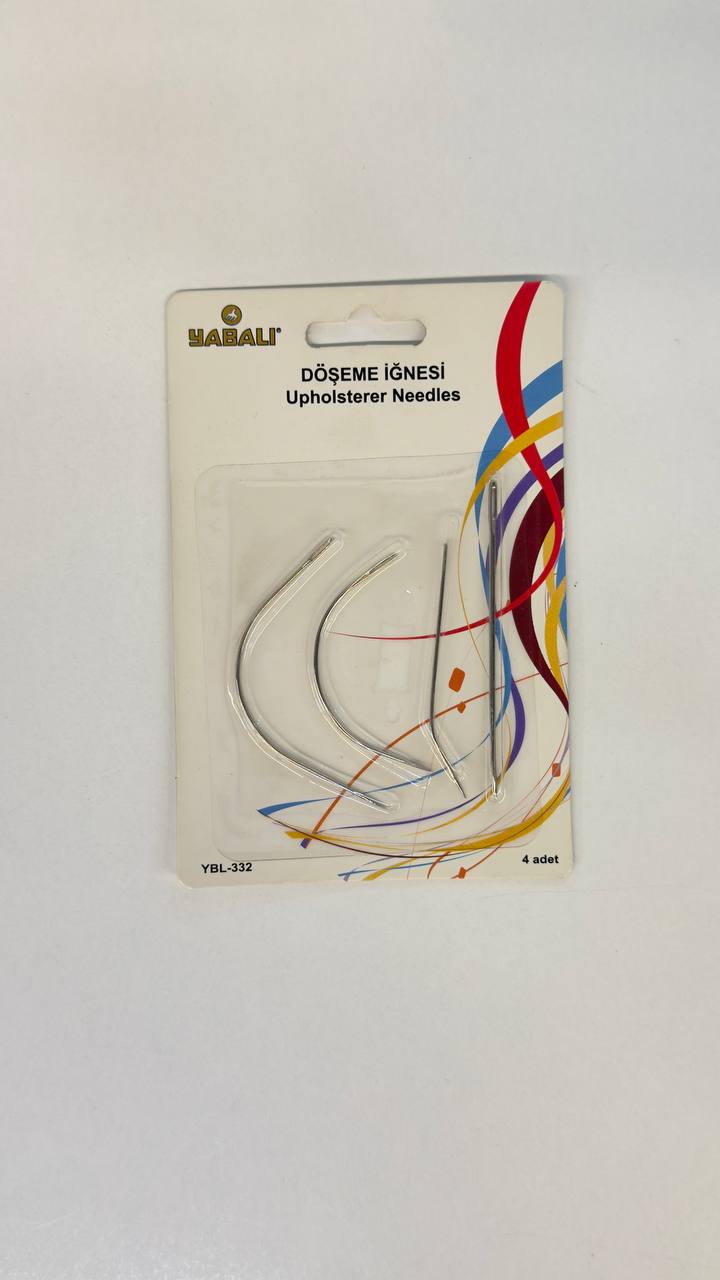 YABALI®
DÖŞEME İĞNESİ
Upholsterer Needles
YBL-332
4 adet